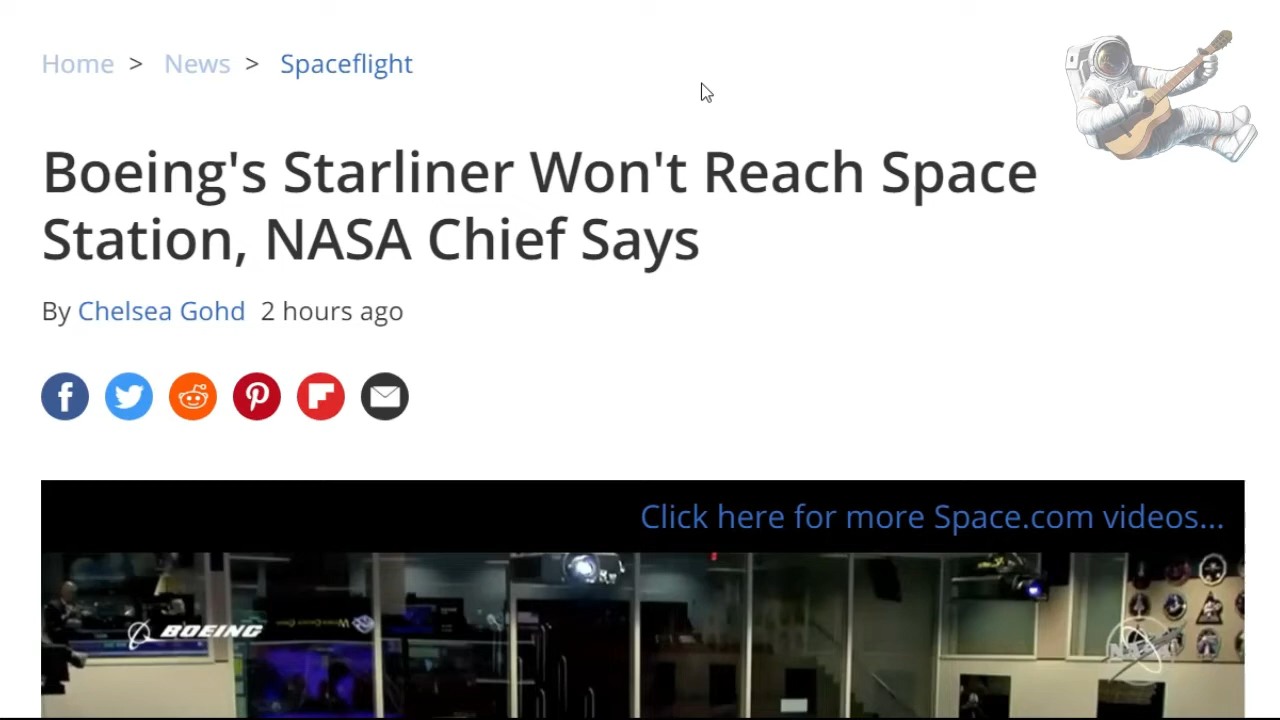 Home > News > Spaceflight
Boeing's Starliner Won't Reach Space
Station, NASA Chief Says
By Chelsea Gohd 2 hours ago
Click here for more Space.com videos...
BOEING
NASA